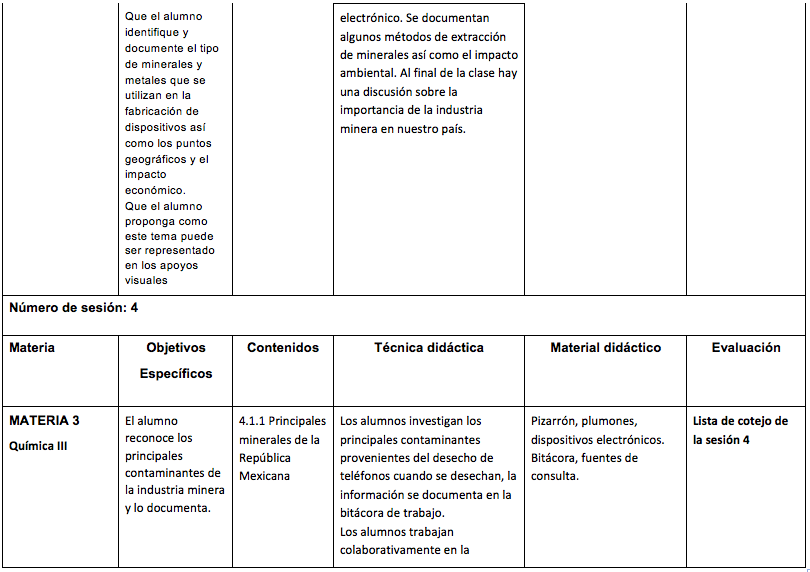 Que el alumno
identifique y
documente el tipo
de minerales y
metales que se
utilizan en la
fabricación de
dispositivos así
como los puntos
geográficos y el
impacto
económico.
Que el alumno
proponga como
este tema puede
ser representado
en los apoyos
visuales
electrónico. Se documentan
algunos métodos de extracción
de minerales así como el impacto
ambiental. Al final de la clase hay
una discusión sobre la
importancia de la industria
minera en nuestro país.
Número de sesión: 4
Materia
Objetivos
Específicos
Contenidos
Técnica didáctica
Material didáctico
Evaluación
MATERIA 3
Química III
El alumno
reconoce los
principales
contaminantes de
la industria minera
y lo documenta.
4.1.1 Principales
minerales de la
República
Mexicana
Los alumnos investigan los
principales contaminantes
provenientes del desecho de
teléfonos cuando se desechan, la
información se documenta en la
bitácora de trabajo.
Los alumnos trabajan
colaborativamente en la
Pizarrón, plumones,
dispositivos electrónicos.
Bitácora, fuentes de
consulta.
Lista de cotejo de
la sesión 4